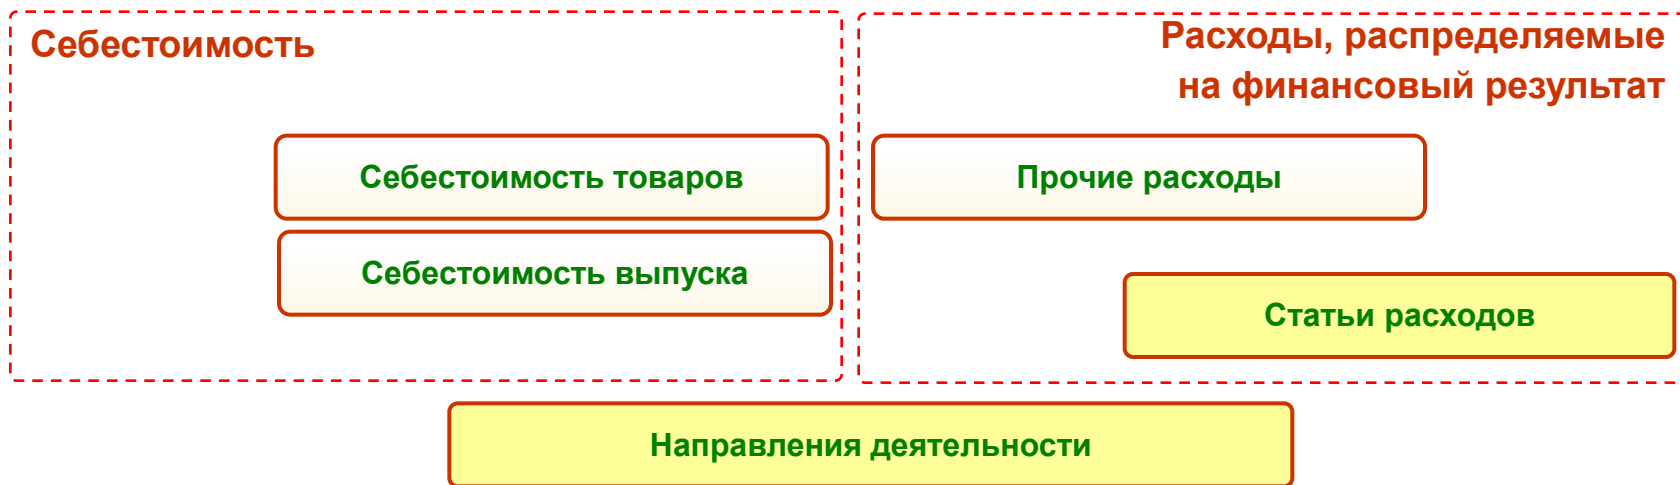 Себестоимость
Расходы, распределяемые
на финансовый результат
Себестоимость товаров
Прочие расходы
Себестоимость выпуска
Статьи расходов
Направления деятельности